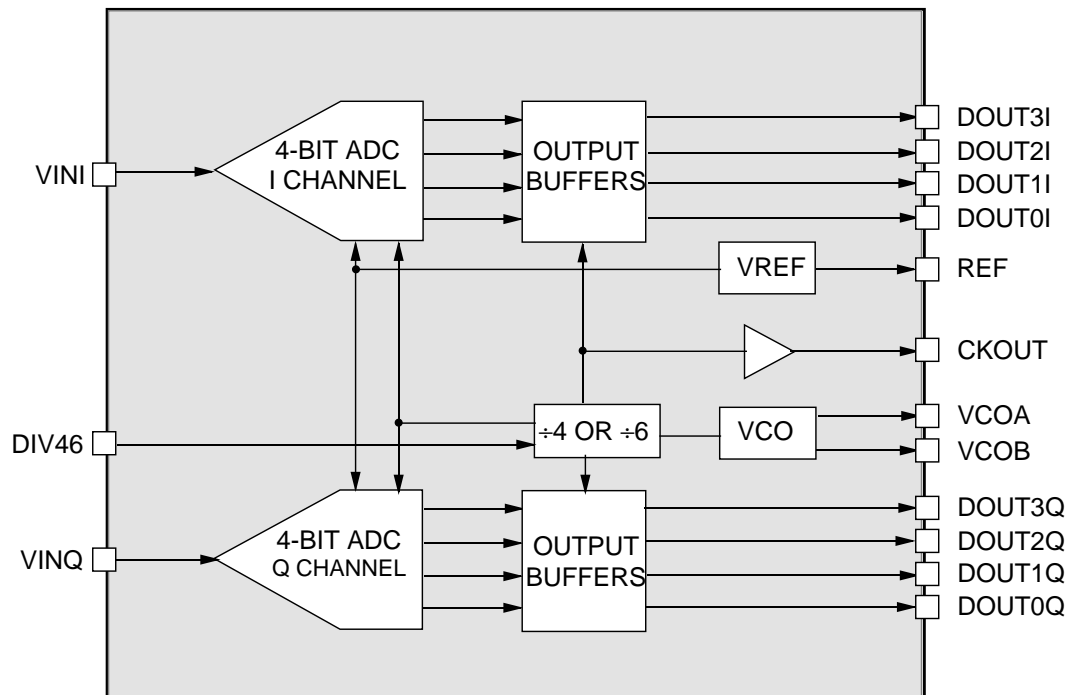 4-BIT ADC
I CHANNEL
OUTPUT
BUFFERS
DOUT3I
DOUT2I
DOUT1I
DOUT0I
VINI
VREF
REF
CKOUT
÷4 OR ÷6
VCO
VCOA
VCOB
DIV46
4-BIT ADC
Q CHANNEL
OUTPUT
BUFFERS
DOUT3Q
DOUT2Q
DOUT1Q
DOUT0Q
VINQ